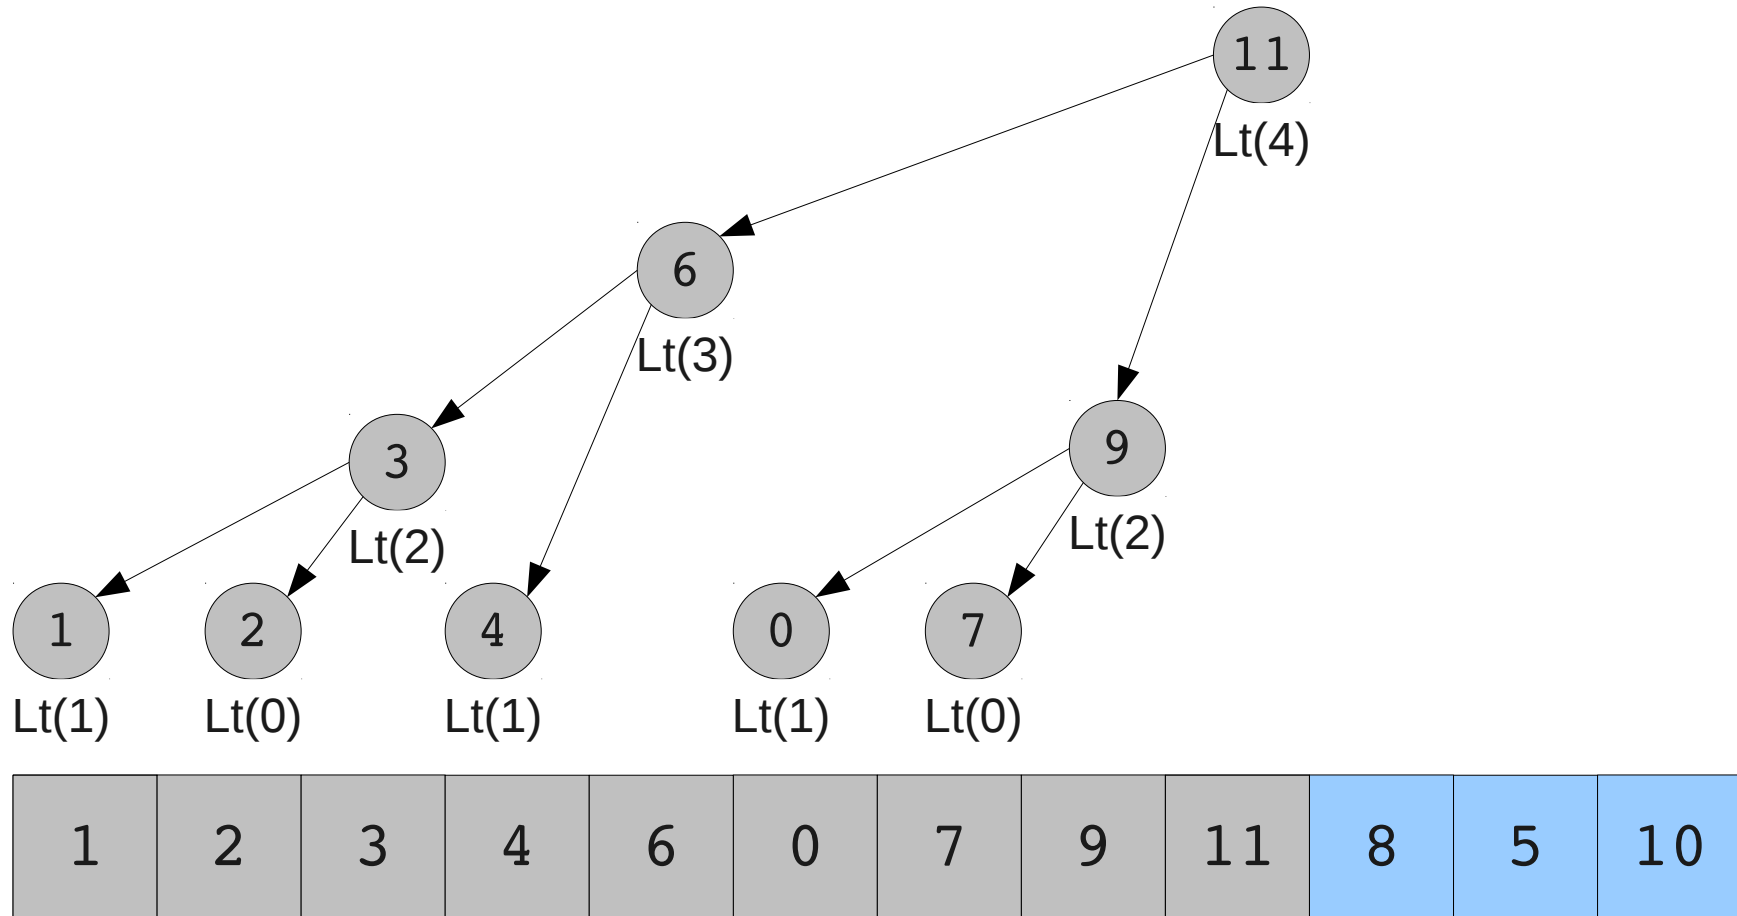 11
Lt(4)
6
Lt(3)
3
9
Lt(2)
Lt(2)
1 2 4 0 7
Lt(1) Lt(0) Lt(1) Lt(1) Lt(0)
1 2 3 4 6 0 7 9 11 8 5 10